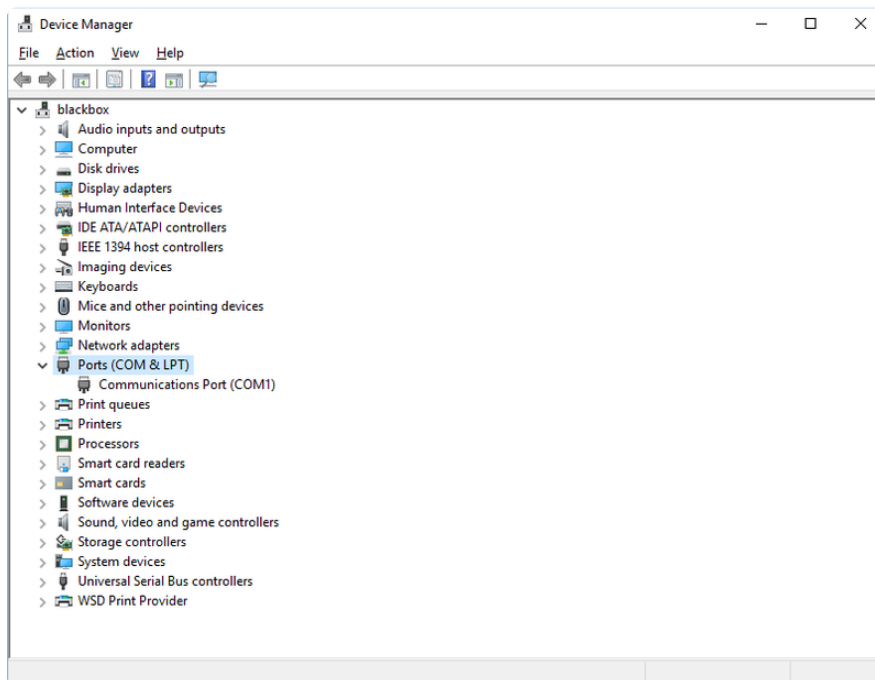 Device Manager
File Action View Help
blackbox
Audio inputs and outputs
Computer
Disk drives
Display adapters
Human Interface Devices
IDE ATA/ATAPI controllers
IEEE 1394 host controllers
Imaging devices
Keyboards
Mice and other pointing devices
Monitors
Network adapters
Ports (COM & LPT)
Communications Port (COM1)
Print queues
Printers
Processors
Smart card readers
Smart cards
Software devices
Sound, video and game controllers
Storage controllers
System devices
Universal Serial Bus controllers
WSD Print Provider